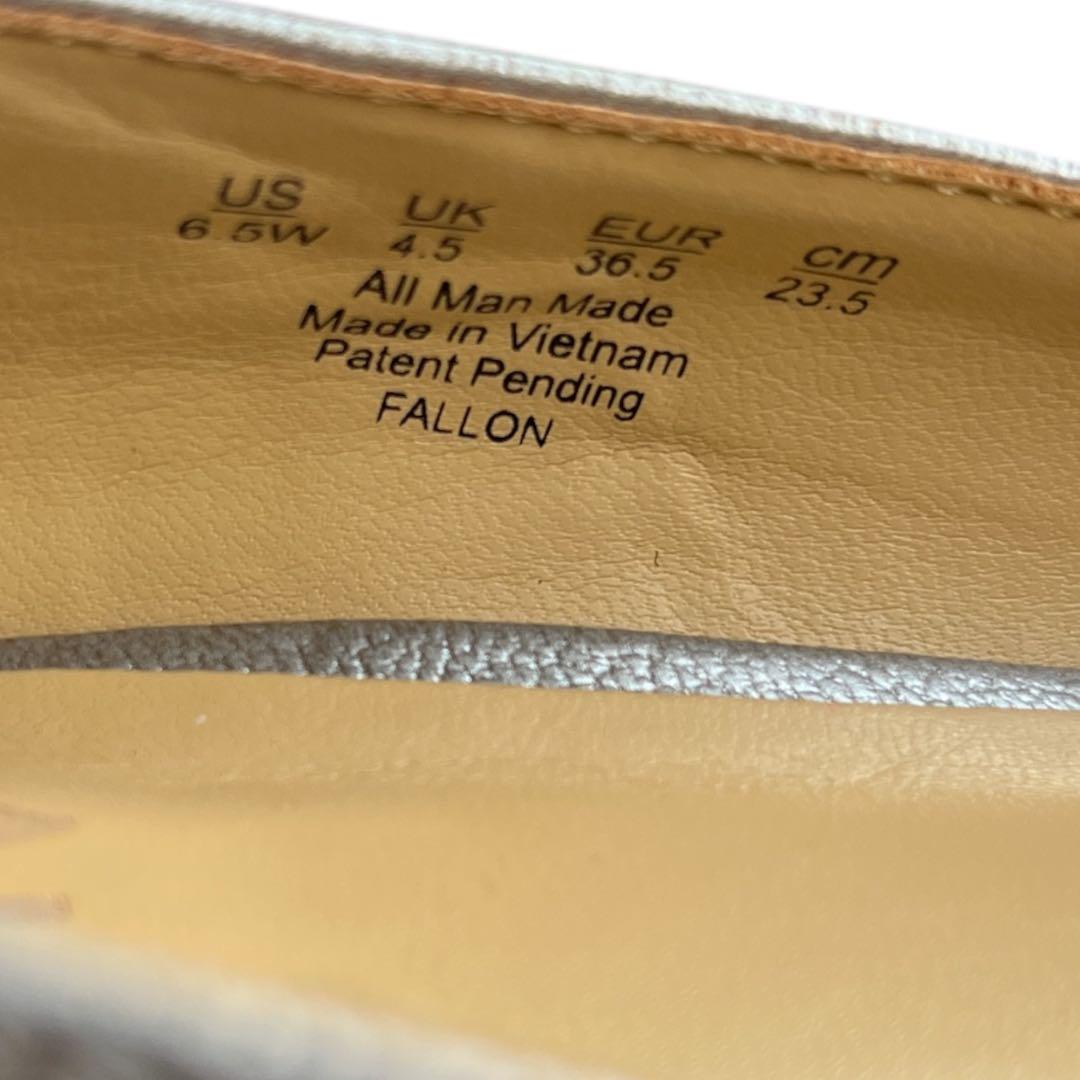 US UK EUR cm
6.5W 4.5 36.5 23.5
All Man Made
Made in Vietnam
Patent Pending
FALLON